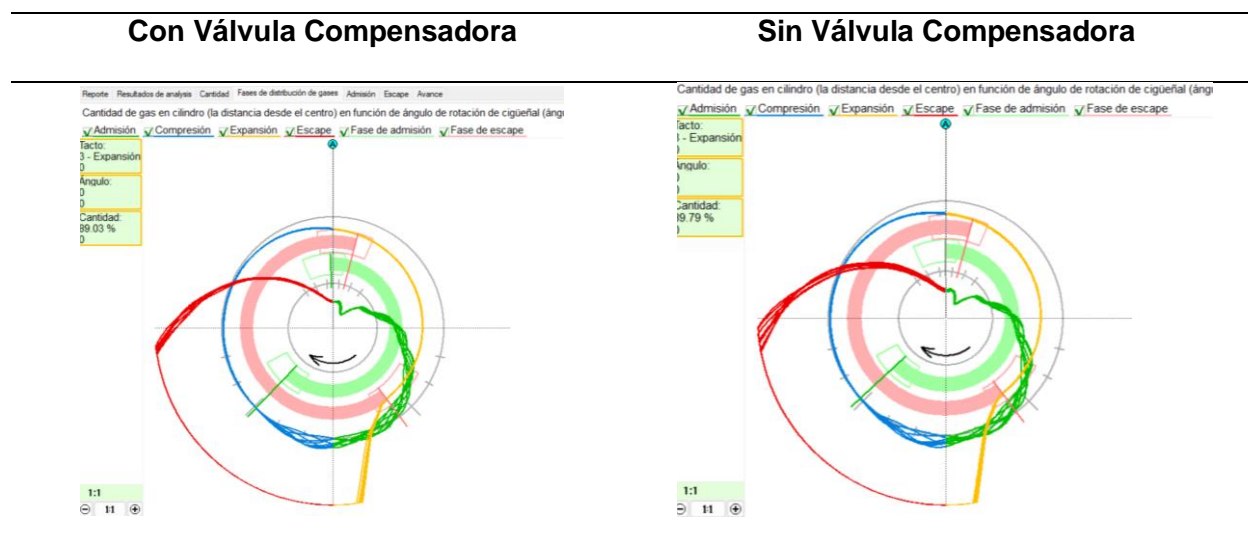 Con Válvula Compensadora
Sin Válvula Compensadora
Reporte Resultados de analysis Cantidad Fases de distribución de gases Admisión Escape Avance
Cantidad de gas en cilindro (la distancia desde el centro) en función de ángulo de rotación de cigüeñal (ángu
Admisión Compresión Expansión Escape Fase de admisión Fase de escape
Tacto:
3 - Expansión
0
Ángulo:
0
0
Cantidad:
89.03 %
0
A
1:1
1:1
Cantidad de gas en cilindro (la distancia desde el centro) en función de ángulo de rotación de cigüeñal (ángu
Admisión Compresión Expansión Escape Fase de admisión Fase de escape
Tacto:
3 - Expansión
0
Ángulo:
0
0
Cantidad:
89.79 %
0
A
1:1
1:1